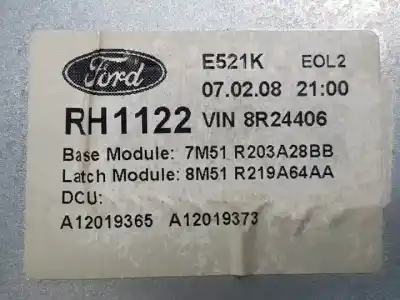 Ford E521K EOL2
07.02.08 21:00
RH1122 VIN 8R24406
Base Module: 7M51 R203A28BB
Latch Module: 8M51 R219A64AA
DCU:
A12019365 A12019373